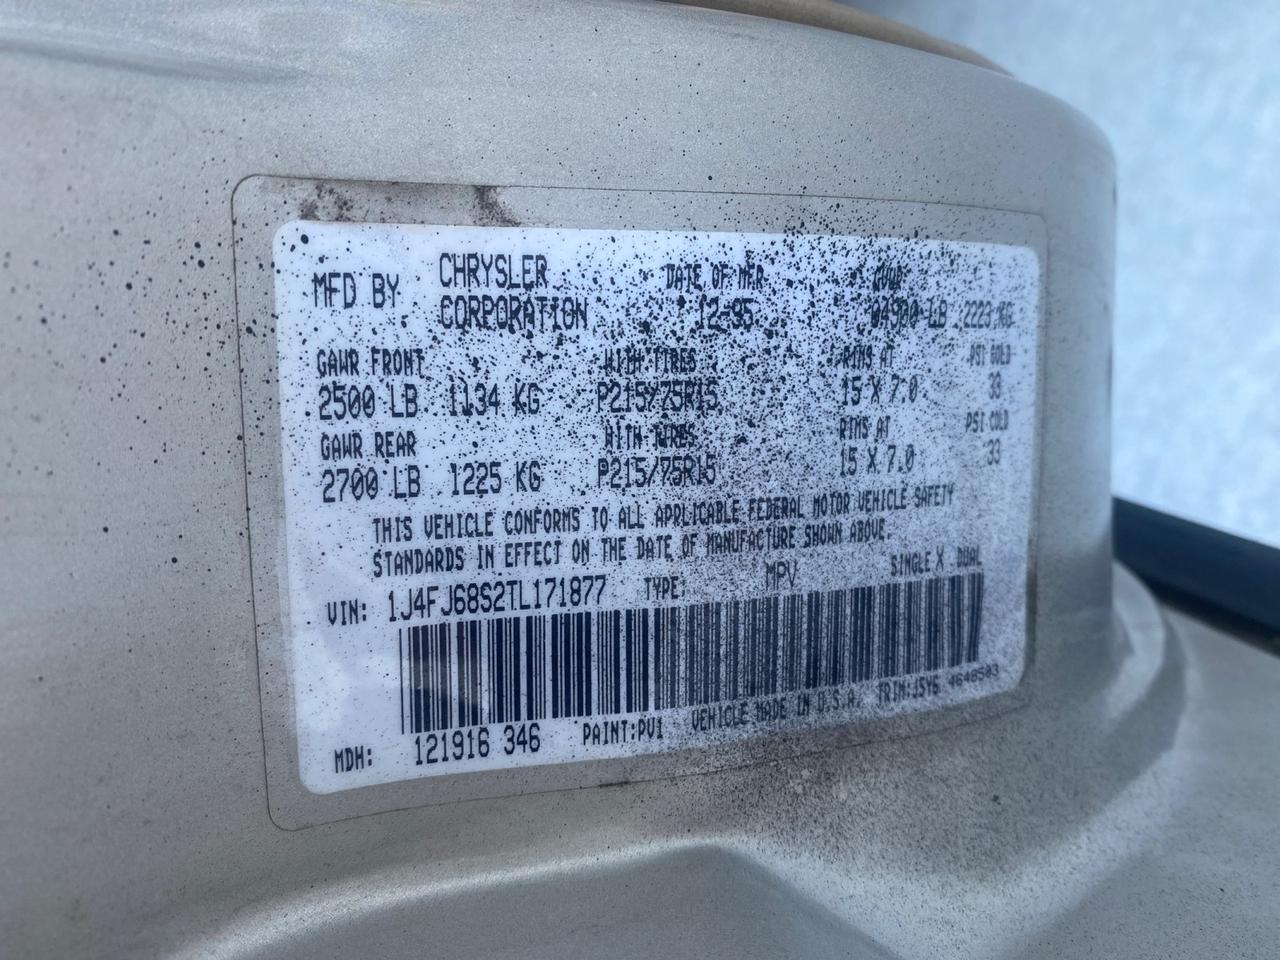 MFD BY CHRYSLER CORPORATION DATE OF MFR 12-95 GVWR 04900 LB 2223 KG
GAWR FRONT WITH TIRES RIMS AT PSI COLD
2500 LB 1134 KG P215/75R15 15 X 7.0 33
GAWR REAR WITH TIRES RIMS AT PSI COLD
2700 LB 1225 KG P215/75R15 15 X 7.0 33
THIS VEHICLE CONFORMS TO ALL APPLICABLE FEDERAL MOTOR VEHICLE SAFETY
STANDARDS IN EFFECT ON THE DATE OF MANUFACTURE SHOWN ABOVE.
VIN: 1J4FJ68S2TL171877 TYPE: MPV SINGLE X DUAL
MDH: 121916 346 PAINT:PV1 VEHICLE MADE IN U.S.A. TRIM:J5Y6 4648503